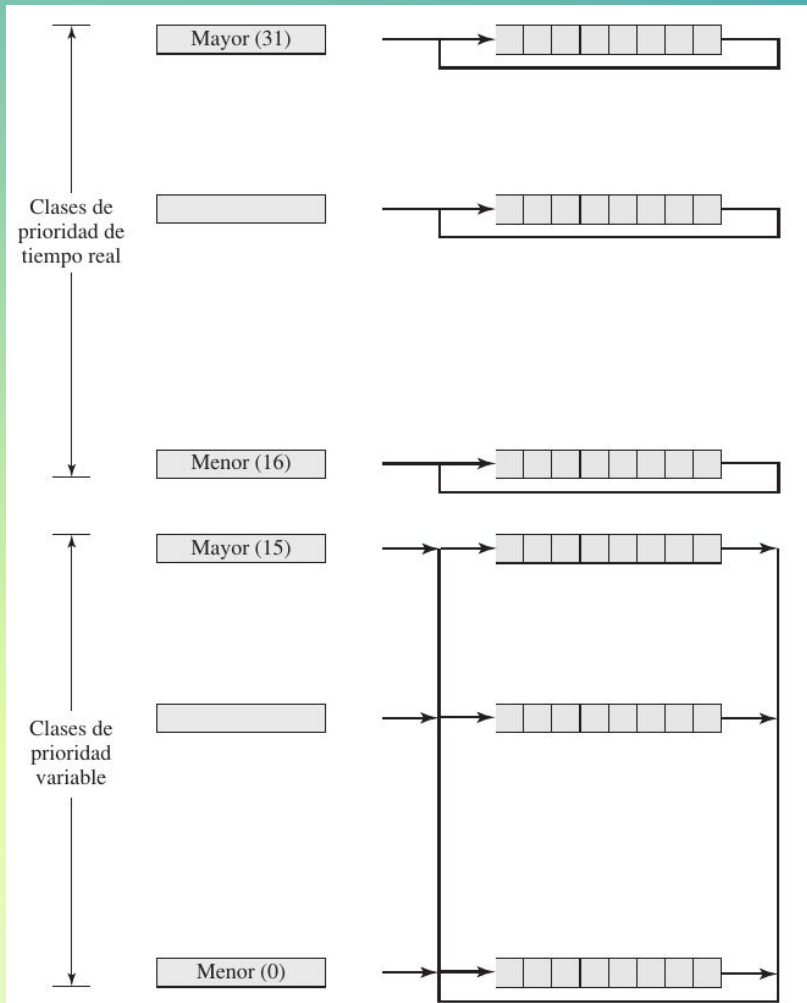 Mayor (31)
Clases de
prioridad de
tiempo real
Menor (16)
Mayor (15)
Clases de
prioridad
variable
Menor (0)